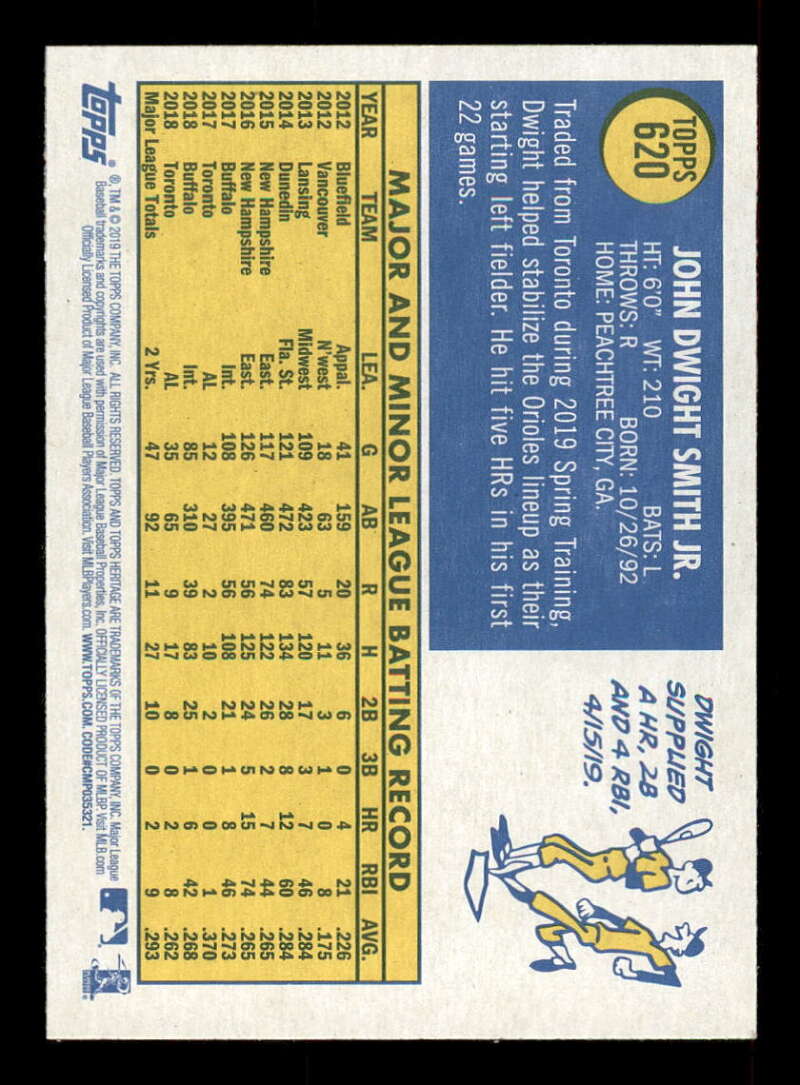 TOPPS
620
JOHN DWIGHT SMITH JR.
HT: 6'0" WT: 210 BATS: L
THROWS: R BORN: 10/26/92
HOME: PEACHTREE CITY, GA.
Traded from Toronto during 2019 Spring Training,
Dwight helped stabilize the Orioles lineup as their
starting left fielder. He hit five HRs in his first
22 games.
DWIGHT
SUPPLIED
A HR, 2B
AND 4 RBI,
4/15/19.
MAJOR AND MINOR LEAGUE BATTING RECORD
YEAR TEAM LEA. G AB R H 2B 3B HR RBI AVG.
2012 Bluefield Appal. 41 159 20 36 6 0 4 21 .226
2012 Vancouver N'west 18 63 5 11 3 1 0 8 .175
2013 Lansing Midwest 109 423 57 120 17 3 7 46 .284
2014 Dunedin Fla. St. 121 472 83 134 28 8 12 60 .284
2015 New Hampshire East. 117 460 74 122 26 2 7 44 .265
2016 New Hampshire East. 126 471 56 125 24 5 15 74 .265
2017 Buffalo Int. 108 395 56 108 21 1 8 46 .273
2017 Toronto AL 12 27 2 10 2 0 0 1 .370
2018 Buffalo Int. 85 310 39 83 25 1 6 42 .268
2018 Toronto AL 35 65 9 17 8 0 2 8 .262
Major League Totals 2 Yrs. 47 92 11 27 10 0 2 9 .293
topps®
®, TM & © 2019 THE TOPPS COMPANY, INC. ALL RIGHTS RESERVED. TOPPS AND TOPPS HERITAGE ARE TRADEMARKS OF THE TOPPS COMPANY, INC. Major League
Baseball trademarks and copyrights are used with permission of Major League Baseball Properties, Inc. OFFICIALLY LICENSED PRODUCT OF MLBP. Visit MLB.com
Officially Licensed Product of Major League Baseball Players Association. Visit MLBPlayers.com. WWW.TOPPS.COM. CODE#CMP035321.